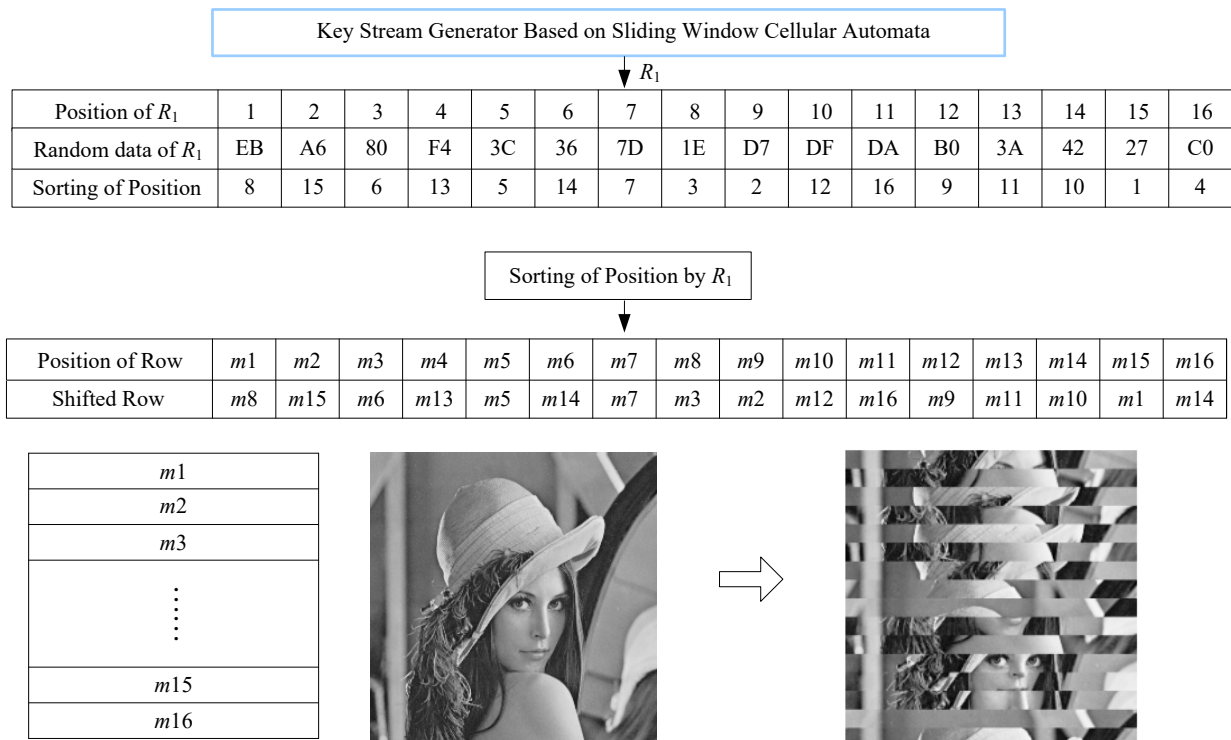 Key Stream Generator Based on Sliding Window Cellular Automata
R1
Position of R1 1 2 3 4 5 6 7 8 9 10 11 12 13 14 15 16
Random data of R1 EB A6 80 F4 3C 36 7D 1E D7 DF DA B0 3A 42 27 C0
Sorting of Position 8 15 6 13 5 14 7 3 2 12 16 9 11 10 1 4
Sorting of Position by R1
Position of Row m1 m2 m3 m4 m5 m6 m7 m8 m9 m10 m11 m12 m13 m14 m15 m16
Shifted Row m8 m15 m6 m13 m5 m14 m7 m3 m2 m12 m16 m9 m11 m10 m1 m14
m1
m2
m3
m15
m16